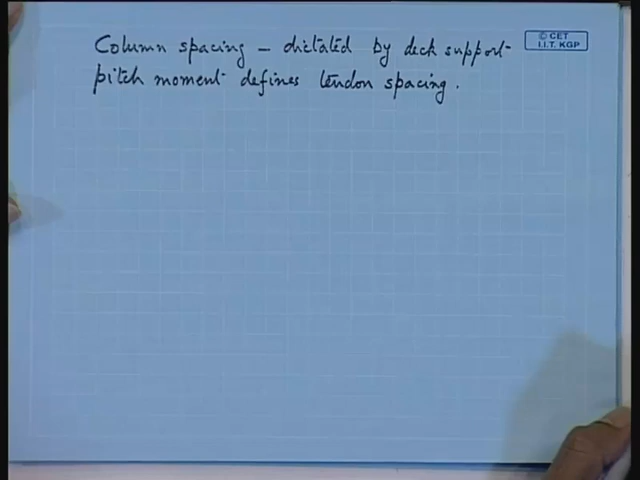 Column spacing – dictated by deck support
pitch moment defines tendon spacing.
© CET
I.I.T. KGP